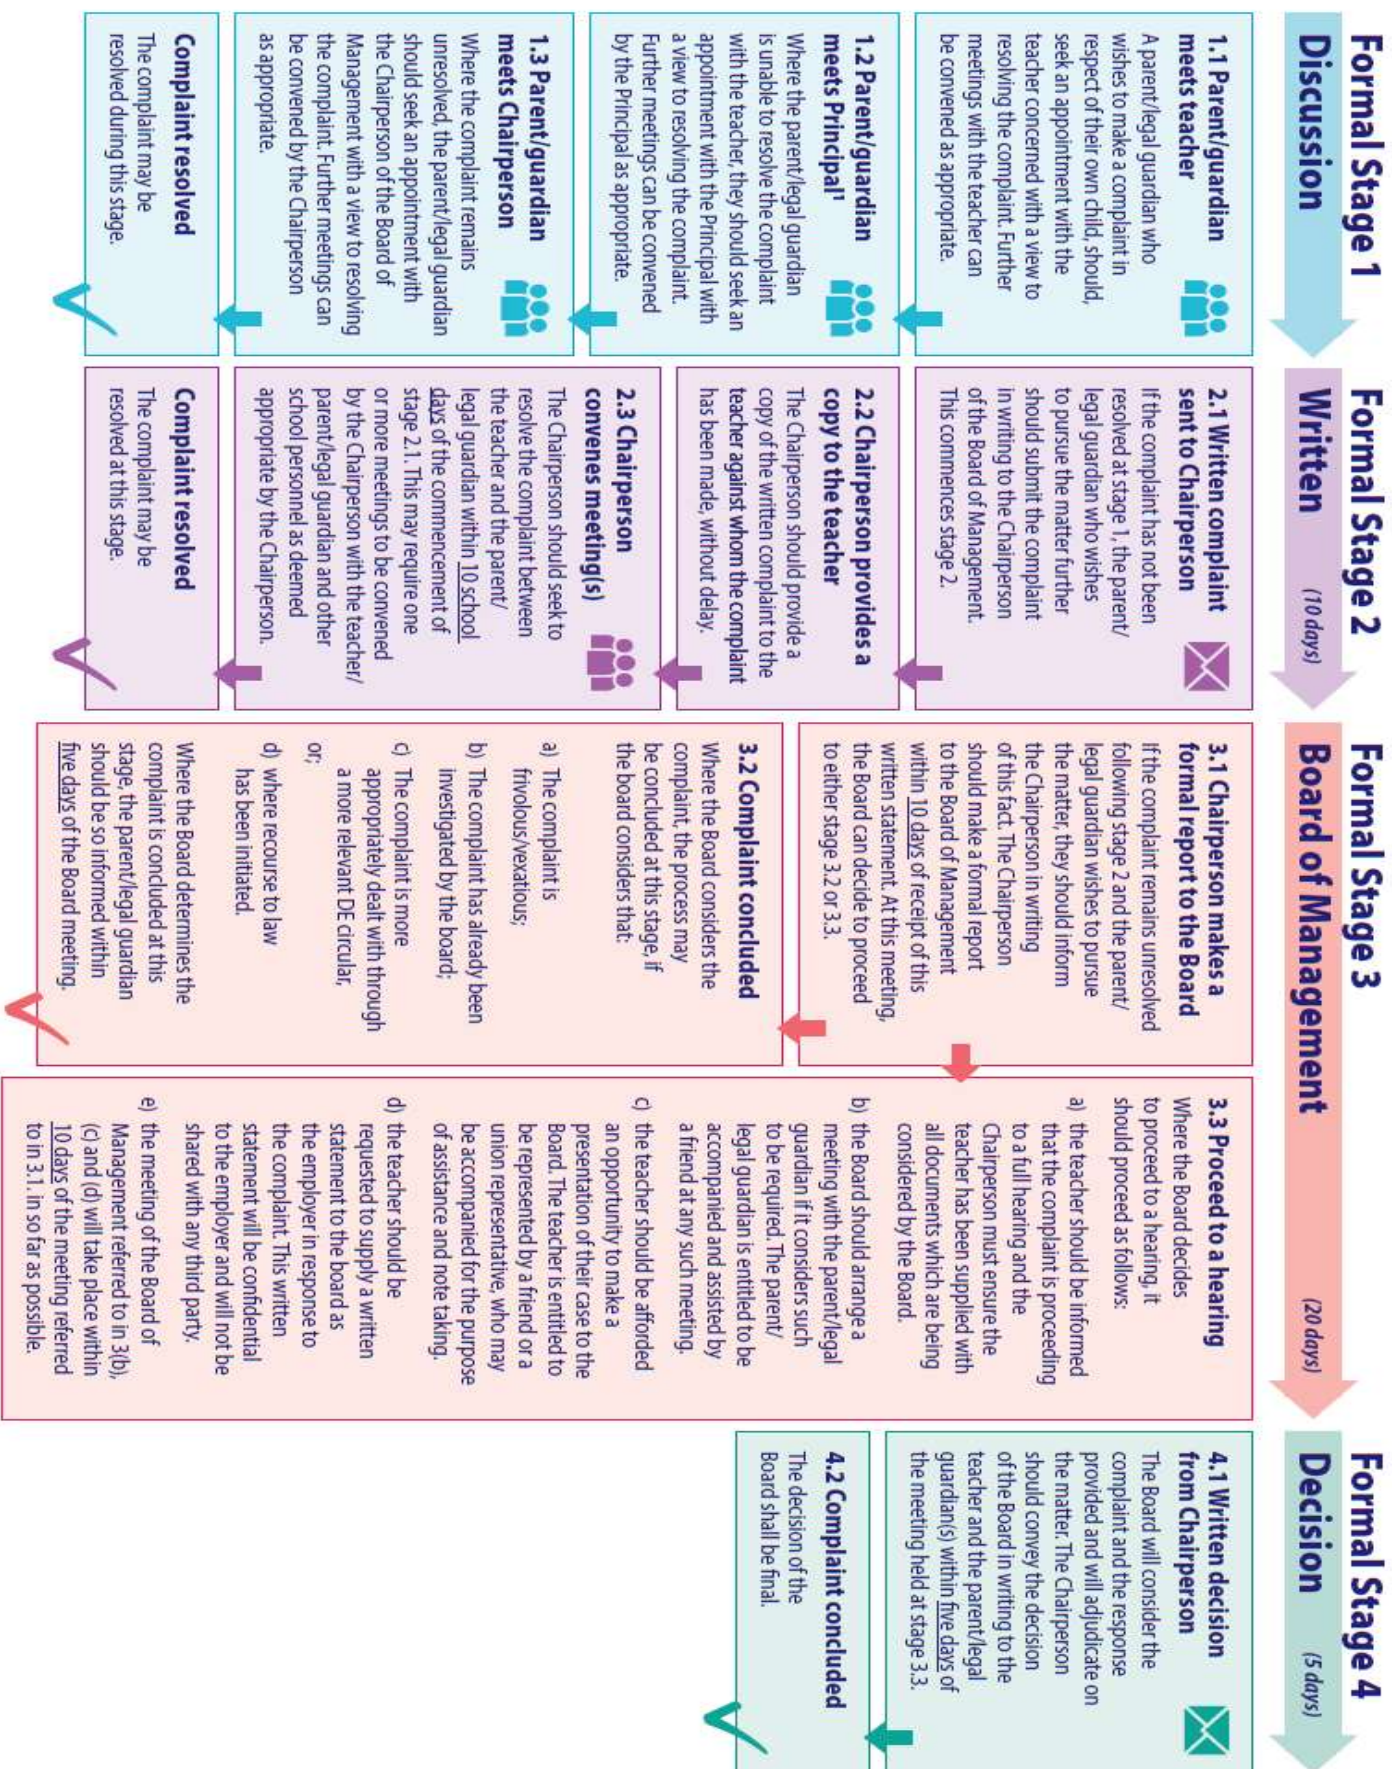 Formal Stage 1
Discussion
1.1 Parent/guardian
meets teacher
A parent/legal guardian who
wishes to make a complaint in
respect of their own child, should,
seek an appointment with the
teacher concerned with a view to
resolving the complaint. Further
meetings with the teacher can
be convened as appropriate.
1.2 Parent/guardian
meets Principal¹
Where the parent/legal guardian
is unable to resolve the complaint
with the teacher, they should seek an
appointment with the Principal with
a view to resolving the complaint.
Further meetings can be convened
by the Principal as appropriate.
1.3 Parent/guardian
meets Chairperson
Where the complaint remains
unresolved, the parent/legal guardian
should seek an appointment with
the Chairperson of the Board of
Management with a view to resolving
the complaint. Further meetings can
be convened by the Chairperson
as appropriate.
Complaint resolved
The complaint may be
resolved during this stage.
Formal Stage 2
Written (10 days)
2.1 Written complaint
sent to Chairperson
If the complaint has not been
resolved at stage 1, the parent/
legal guardian who wishes
to pursue the matter further
should submit the complaint
in writing to the Chairperson
of the Board of Management.
This commences stage 2.
2.2 Chairperson provides a
copy to the teacher
The Chairperson should provide a
copy of the written complaint to the
teacher against whom the complaint
has been made, without delay.
2.3 Chairperson
convenes meeting(s)
The Chairperson should seek to
resolve the complaint between
the teacher and the parent/
legal guardian within 10 school
days of the commencement of
stage 2.1. This may require one
or more meetings to be convened
by the Chairperson with the teacher/
parent/legal guardian and other
school personnel as deemed
appropriate by the Chairperson.
Complaint resolved
The complaint may be
resolved at this stage.
Formal Stage 3
Board of Management (20 days)
3.1 Chairperson makes a
formal report to the Board
If the complaint remains unresolved
following stage 2 and the parent/
legal guardian wishes to pursue
the matter, they should inform
the Chairperson in writing
of this fact. The Chairperson
should make a formal report
to the Board of Management
within 10 days of receipt of this
written statement. At this meeting,
the Board can decide to proceed
to either stage 3.2 or 3.3.
3.2 Complaint concluded
Where the Board considers the
complaint, the process may
be concluded at this stage, if
the board considers that:
a) The complaint is
frivolous/vexatious;
b) The complaint has already been
investigated by the board;
c) The complaint is more
appropriately dealt with through
a more relevant DE circular,
or;
d) where recourse to law
has been initiated.
Where the Board determines the
complaint is concluded at this
stage, the parent/legal guardian
should be so informed within
five days of the Board meeting.
3.3 Proceed to a hearing
Where the Board decides
to proceed to a hearing, it
should proceed as follows:
a) the teacher should be informed
that the complaint is proceeding
to a full hearing and the
Chairperson must ensure the
teacher has been supplied with
all documents which are being
considered by the Board.
b) the Board should arrange a
meeting with the parent/legal
guardian if it considers such
to be required. The parent/
legal guardian is entitled to be
accompanied and assisted by
a friend at any such meeting.
c) the teacher should be afforded
an opportunity to make a
presentation of their case to the
Board. The teacher is entitled to
be represented by a friend or a
union representative, who may
be accompanied for the purpose
of assistance and note taking.
d) the teacher should be
requested to supply a written
statement to the board as
the employer in response to
the complaint. This written
statement will be confidential
to the employer and will not be
shared with any third party.
e) the meeting of the Board of
Management referred to in 3(b),
(c) and (d) will take place within
10 days of the meeting referred
to in 3.1. in so far as possible.
Formal Stage 4
Decision (5 days)
4.1 Written decision
from Chairperson
The Board will consider the
complaint and the response
provided and will adjudicate on
the matter. The Chairperson
should convey the decision
of the Board in writing to the
teacher and the parent/legal
guardian(s) within five days of
the meeting held at stage 3.3.
4.2 Complaint concluded
The decision of the
Board shall be final.